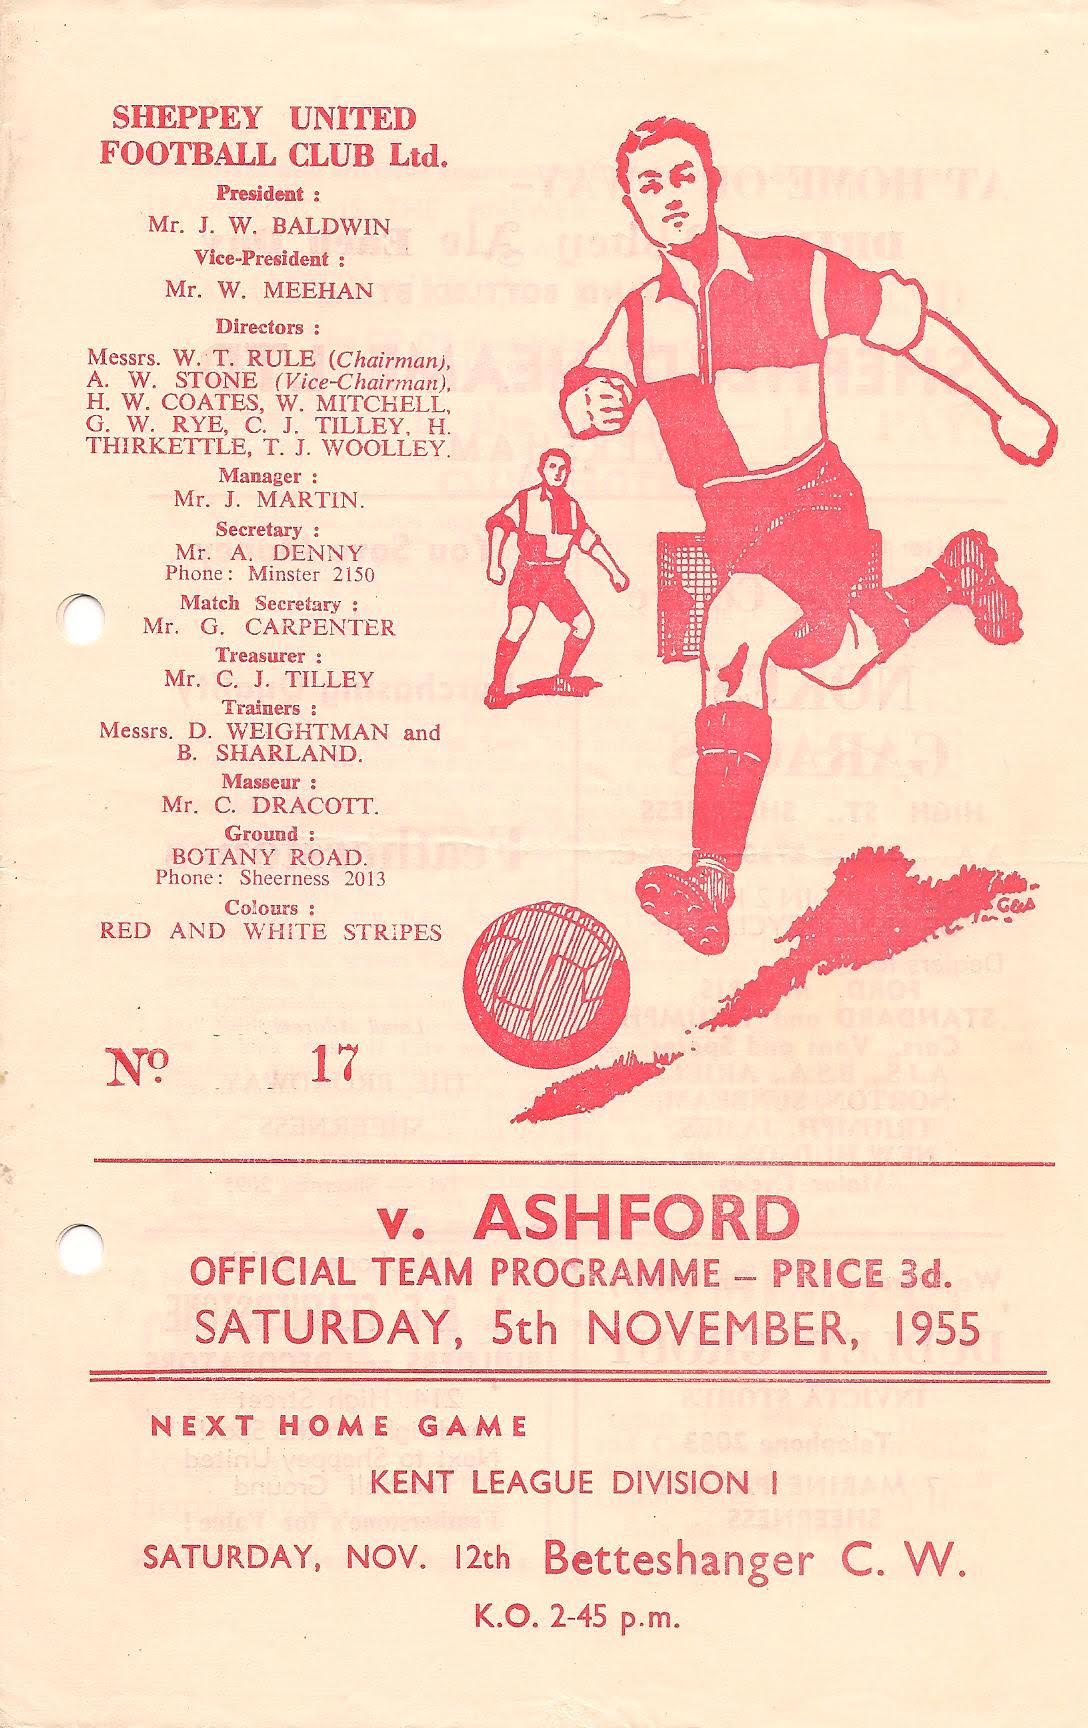 SHEPPEY UNITED
FOOTBALL CLUB Ltd.
President :
Mr. J. W. BALDWIN
Vice-President :
Mr. W. MEEHAN
Directors :
Messrs. W. T. RULE (Chairman),
A. W. STONE (Vice-Chairman),
H. W. COATES, W. MITCHELL,
G. W. RYE, C. J. TILLEY, H.
THIRKETTLE, T. J. WOOLLEY.
Manager :
Mr. J. MARTIN.
Secretary :
Mr. A. DENNY
Phone: Minster 2150
Match Secretary :
Mr. G. CARPENTER
Treasurer :
Mr. C. J. TILLEY
Trainers :
Messrs. D. WEIGHTMAN and
B. SHARLAND.
Masseur :
Mr. C. DRACOTT.
Ground :
BOTANY ROAD.
Phone: Sheerness 2013
Colours :
RED AND WHITE STRIPES
No. 17
v. ASHFORD
OFFICIAL TEAM PROGRAMME – PRICE 3d.
SATURDAY, 5th NOVEMBER, 1955
NEXT HOME GAME
KENT LEAGUE DIVISION I
SATURDAY, NOV. 12th Betteshanger C. W.
K.O. 2-45 p.m.